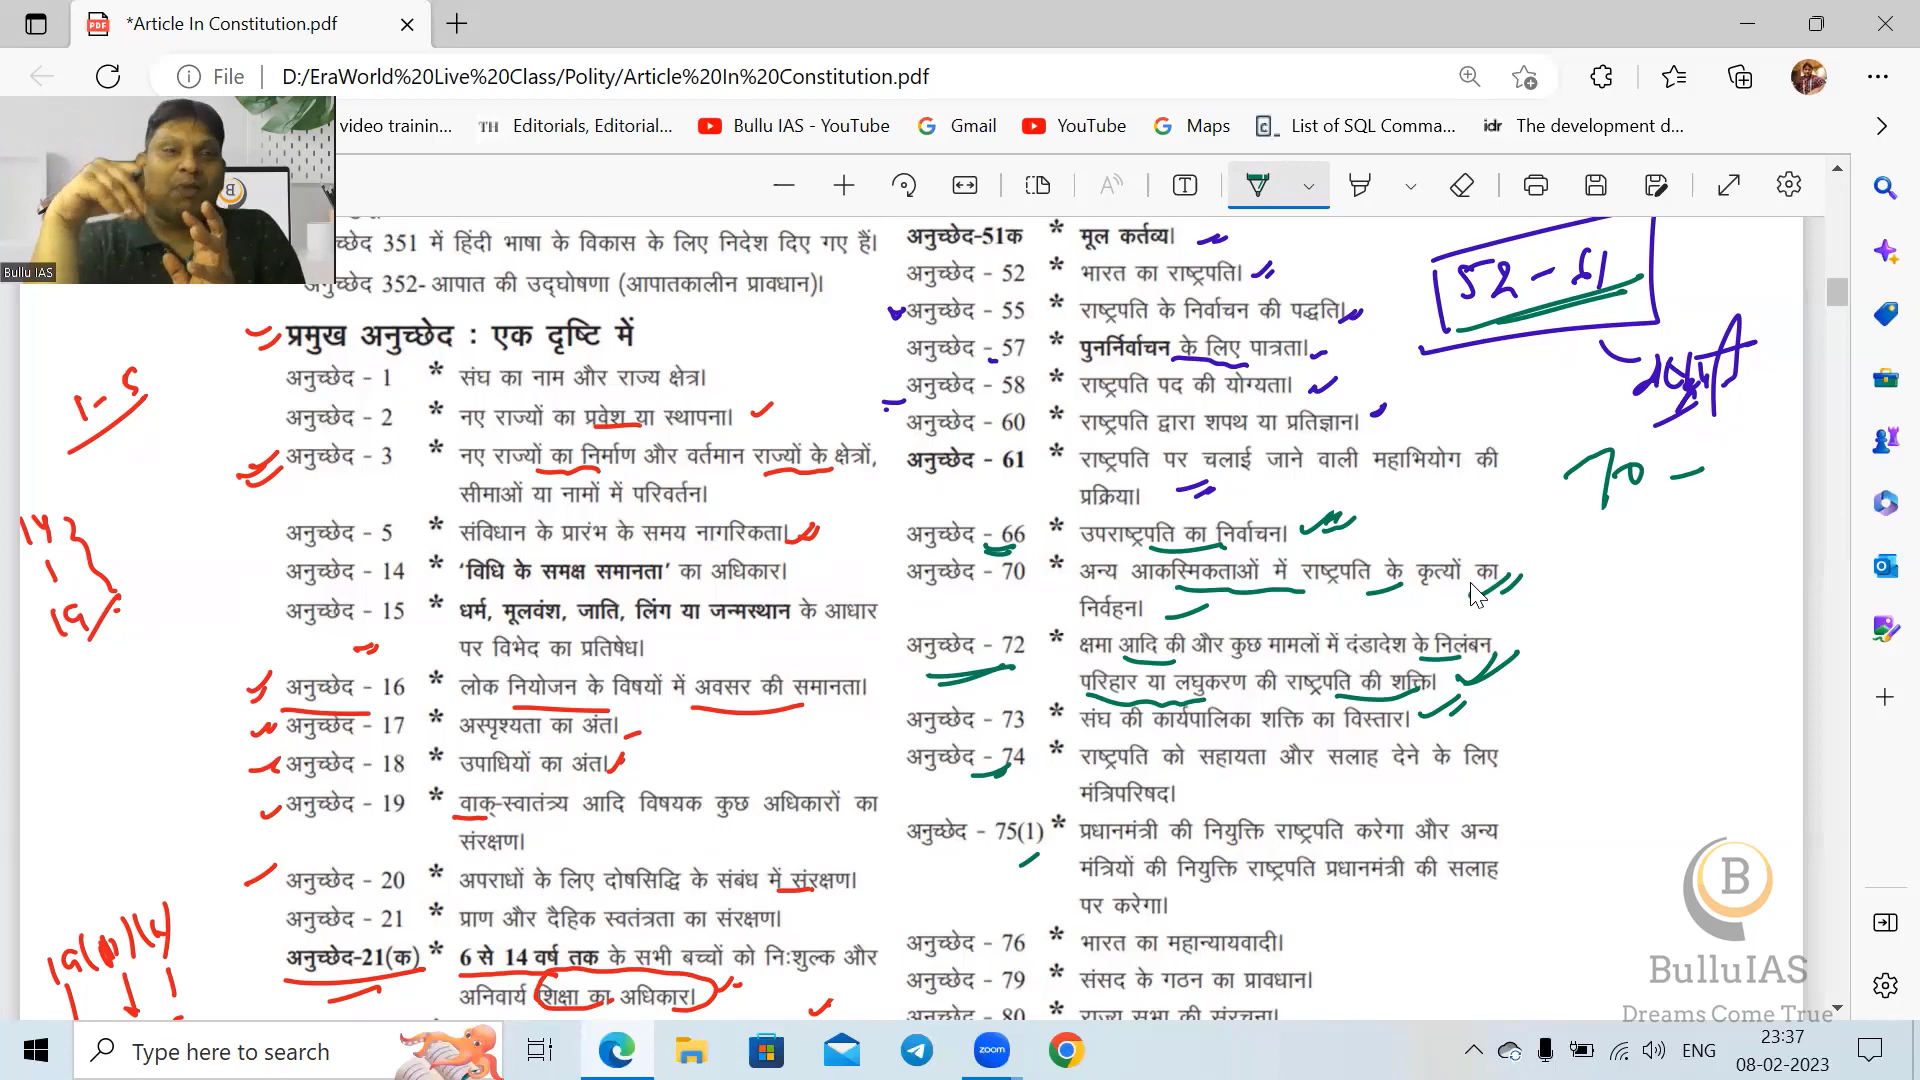 *Article In Constitution.pdf
File
D:/EraWorld%20Live%20Class/Polity/Article%20In%20Constitution.pdf
video trainin...
TH Editorials, Editorial...
Bullu IAS - YouTube
Gmail
YouTube
Maps
List of SQL Comma...
idr The development d...
B
Bullu IAS
च्छेद 351 में हिंदी भाषा के विकास के लिए निदेश दिए गए हैं।
अनुच्छेद 352- आपात की उद्घोषणा (आपातकालीन प्रावधान)।
प्रमुख अनुच्छेद : एक दृष्टि में
अनुच्छेद - 1 * संघ का नाम और राज्य क्षेत्र।
अनुच्छेद - 2 * नए राज्यों का प्रवेश या स्थापना।
अनुच्छेद - 3 * नए राज्यों का निर्माण और वर्तमान राज्यों के क्षेत्रों,
सीमाओं या नामों में परिवर्तन।
अनुच्छेद - 5 * संविधान के प्रारंभ के समय नागरिकता।
अनुच्छेद - 14 * 'विधि के समक्ष समानता' का अधिकार।
अनुच्छेद - 15 * धर्म, मूलवंश, जाति, लिंग या जन्मस्थान के आधार
पर विभेद का प्रतिषेध।
अनुच्छेद - 16 * लोक नियोजन के विषयों में अवसर की समानता।
अनुच्छेद - 17 * अस्पृश्यता का अंत।
अनुच्छेद - 18 * उपाधियों का अंत।
अनुच्छेद - 19 * वाक्-स्वातंत्र्य आदि विषयक कुछ अधिकारों का
संरक्षण।
अनुच्छेद - 20 * अपराधों के लिए दोषसिद्धि के संबंध में संरक्षण।
अनुच्छेद - 21 * प्राण और दैहिक स्वतंत्रता का संरक्षण।
अनुच्छेद-21(क) * 6 से 14 वर्ष तक के सभी बच्चों को निःशुल्क और
अनिवार्य शिक्षा का अधिकार।
1-5
14
19
अनुच्छेद-51क * मूल कर्तव्य।
अनुच्छेद - 52 * भारत का राष्ट्रपति।
अनुच्छेद - 55 * राष्ट्रपति के निर्वाचन की पद्धति।
अनुच्छेद - 57 * पुनर्निर्वाचन के लिए पात्रता।
अनुच्छेद - 58 * राष्ट्रपति पद की योग्यता।
अनुच्छेद - 60 * राष्ट्रपति द्वारा शपथ या प्रतिज्ञान।
अनुच्छेद - 61 * राष्ट्रपति पर चलाई जाने वाली महाभियोग की
प्रक्रिया।
अनुच्छेद - 66 * उपराष्ट्रपति का निर्वाचन।
अनुच्छेद - 70 * अन्य आकस्मिकताओं में राष्ट्रपति के कृत्यों का
निर्वहन।
अनुच्छेद - 72 * क्षमा आदि की और कुछ मामलों में दंडादेश के निलंबन,
परिहार या लघुकरण की राष्ट्रपति की शक्ति।
अनुच्छेद - 73 * संघ की कार्यपालिका शक्ति का विस्तार।
अनुच्छेद - 74 * राष्ट्रपति को सहायता और सलाह देने के लिए
मंत्रिपरिषद।
अनुच्छेद - 75(1) * प्रधानमंत्री की नियुक्ति राष्ट्रपति करेगा और अन्य
मंत्रियों की नियुक्ति राष्ट्रपति प्रधानमंत्री की सलाह
पर करेगा।
अनुच्छेद - 76 * भारत का महान्यायवादी।
अनुच्छेद - 79 * संसद के गठन का प्रावधान।
अनुच्छेद - 80 * राज्य सभा की संरचना।
52-61
70 -
B
BulluIAS
Dreams Come True
Type here to search
zoom
ENG
23:37
08-02-2023